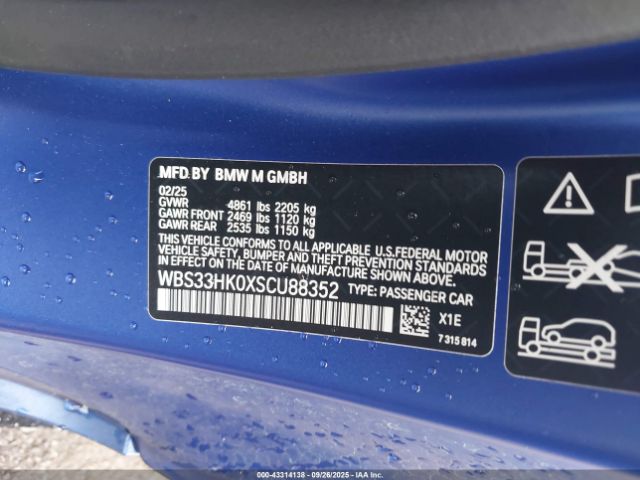 MFD.BY BMW M GMBH
02/25
GVWR 4861 lbs 2205 kg
GAWR FRONT 2469 lbs 1120 kg
GAWR REAR 2535 lbs 1150 kg
THIS VEHICLE CONFORMS TO ALL APPLICABLE U.S.FEDERAL MOTOR
VEHICLE SAFETY, BUMPER AND THEFT PREVENTION STANDARDS
IN EFFECT ON THE DATE OF MANUFACTURE SHOWN ABOVE.
WBS33HK0XSCU88352 TYPE: PASSENGER CAR
X1E
7 315 814
000-43314138 - 09/26/2025 - IAA Inc.